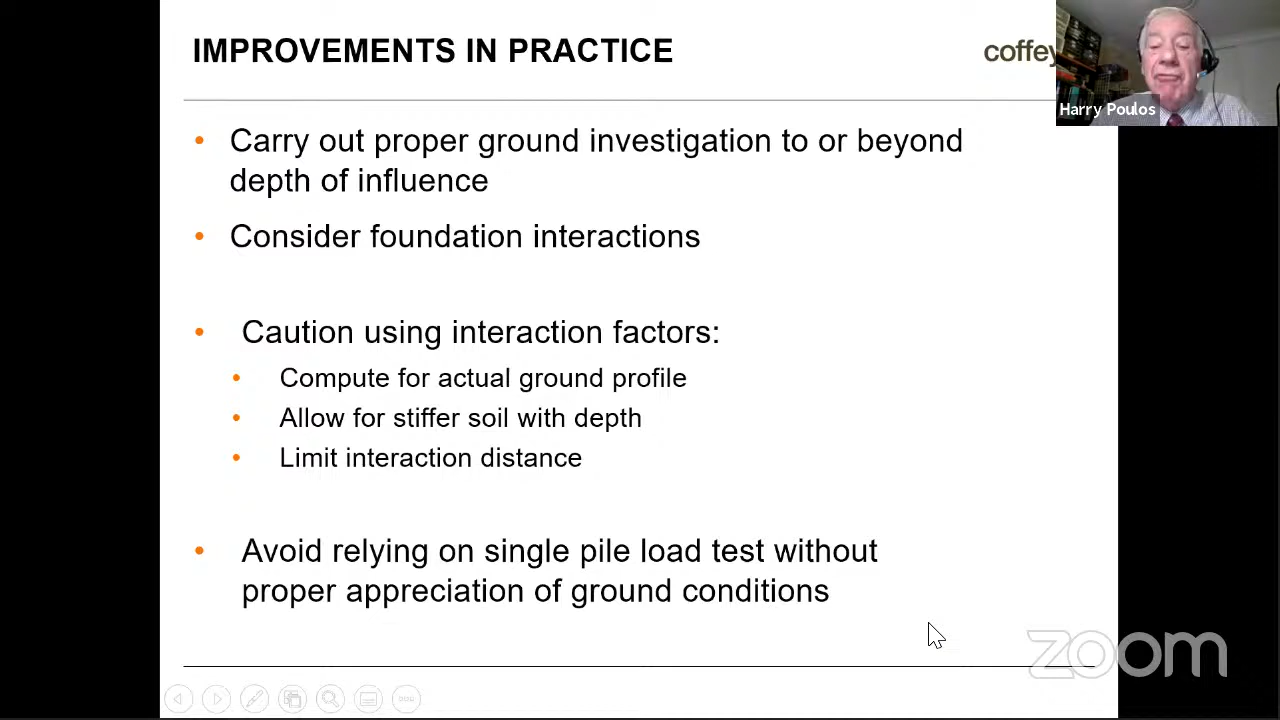 IMPROVEMENTS IN PRACTICE
coffey
Harry Poulos
• Carry out proper ground investigation to or beyond
depth of influence
• Consider foundation interactions
• Caution using interaction factors:
• Compute for actual ground profile
• Allow for stiffer soil with depth
• Limit interaction distance
• Avoid relying on single pile load test without
proper appreciation of ground conditions
zoom